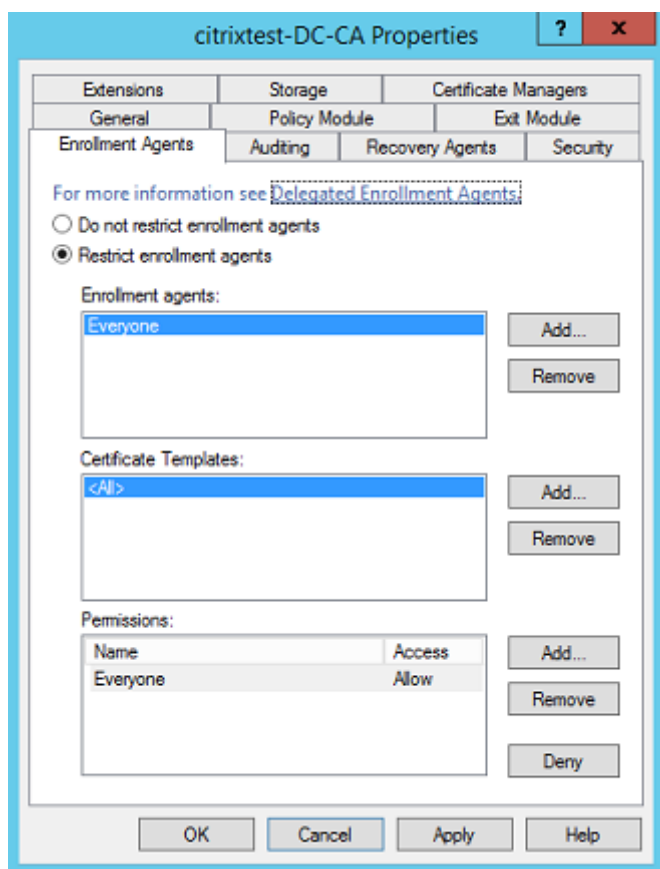 citrixtest-DC-CA Properties ? x
Extensions Storage Certificate Managers
General Policy Module Exit Module
Enrollment Agents Auditing Recovery Agents Security
For more information see Delegated Enrollment Agents.
Do not restrict enrollment agents
Restrict enrollment agents
Enrollment agents:
Everyone
Add...
Remove
Certificate Templates:
<All>
Add...
Remove
Permissions:
Name Access
Everyone Allow
Add...
Remove
Deny
OK Cancel Apply Help